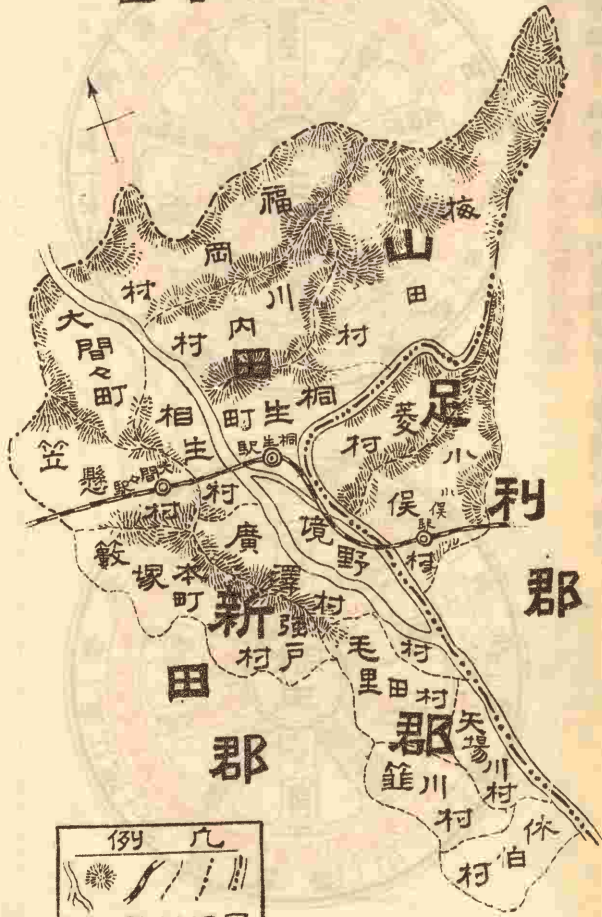 梅田村
福岡村
川内村
山田郡
大間々町
桐生町
相生村
菱村
足利郡
小俣村
笠懸村
桐生駅
大間々駅
小俣駅
境野村
廣澤村
藪塚本町
新田郡
強戸村
毛里田村
矢場川村
韮川村
休泊村
凡例